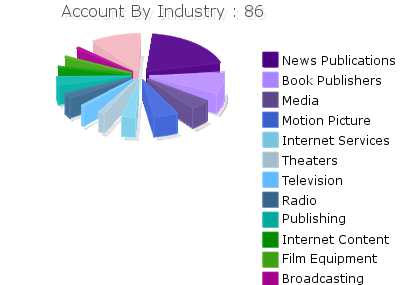 Account By Industry : 86
News Publications
Book Publishers
Media
Motion Picture
Internet Services
Theaters
Television
Radio
Publishing
Internet Content
Film Equipment
Broadcasting